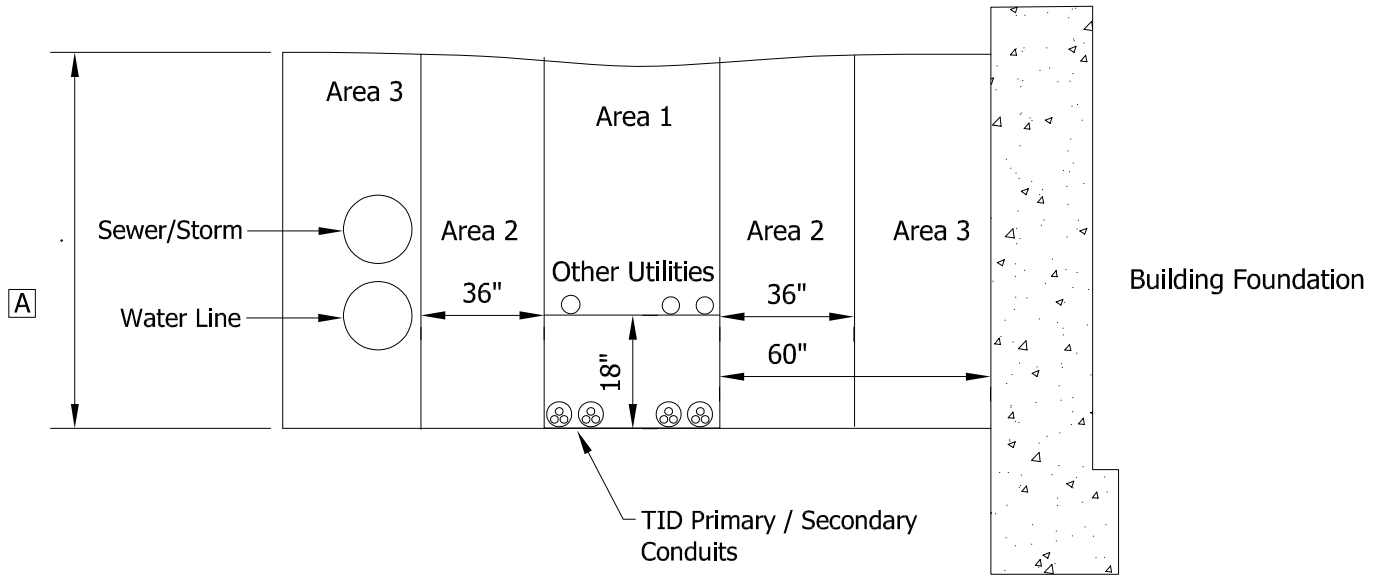 Area 3
Area 1
Sewer/Storm
Area 2
Area 2
Area 3
Other Utilities
Building Foundation
36"
36"
A
Water Line
18"
60"
TID Primary / Secondary
Conduits